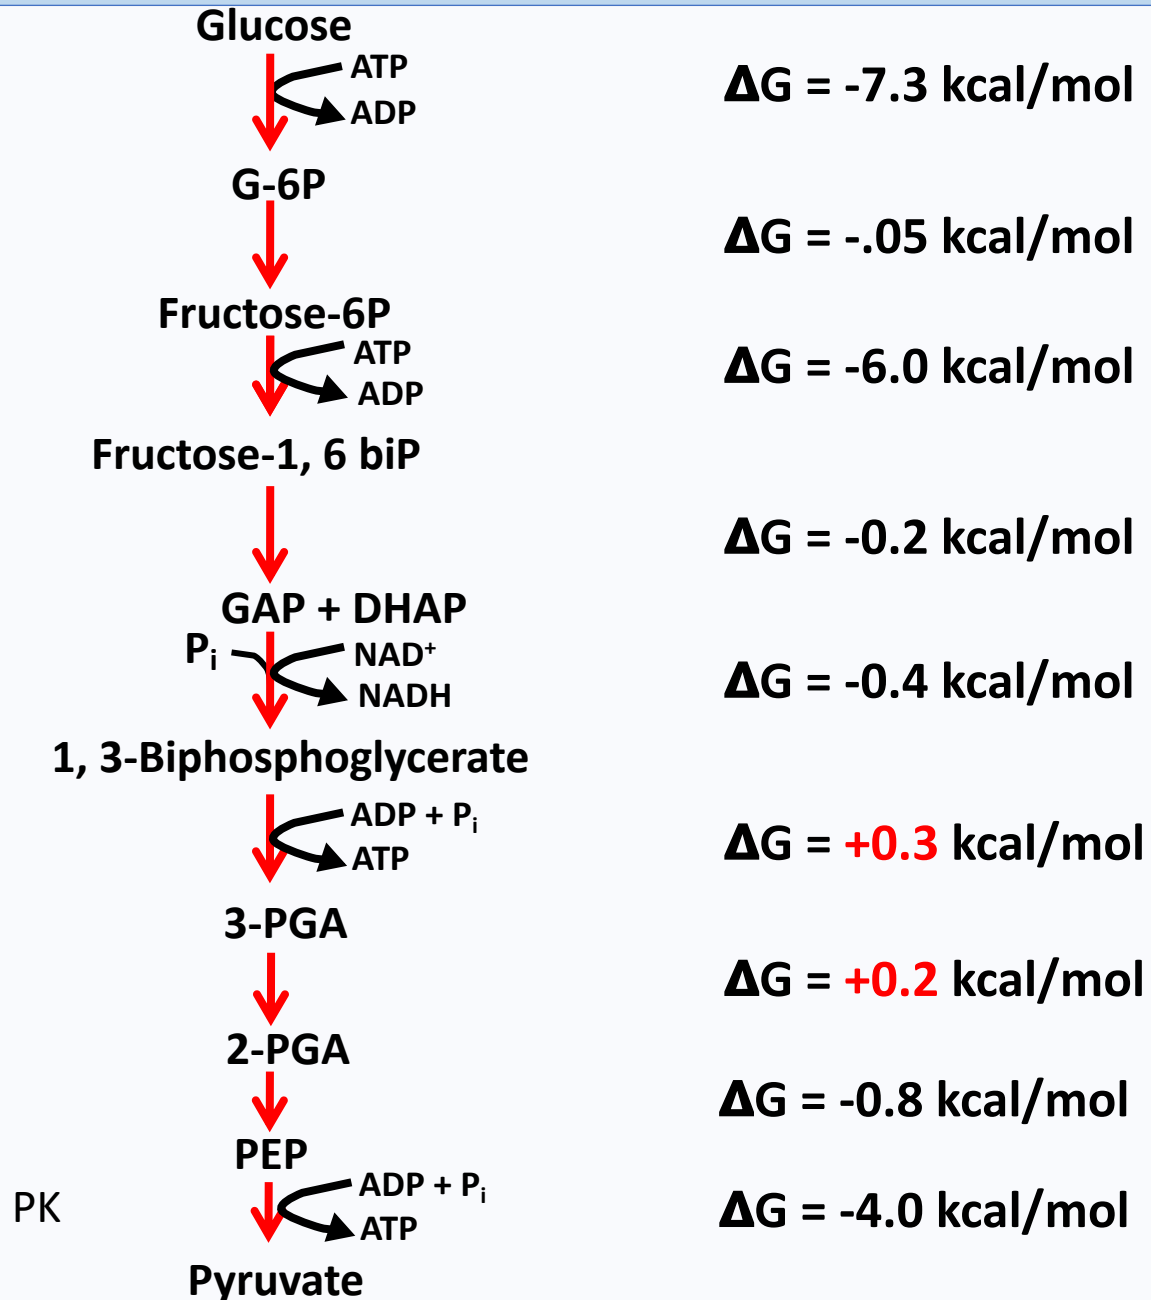 Glucose
ATP
ADP
ΔG = -7.3 kcal/mol
G-6P
ΔG = -.05 kcal/mol
Fructose-6P
ATP
ADP
ΔG = -6.0 kcal/mol
Fructose-1, 6 biP
ΔG = -0.2 kcal/mol
GAP + DHAP
Pᵢ
NAD⁺
NADH
ΔG = -0.4 kcal/mol
1, 3-Biphosphoglycerate
ADP + Pᵢ
ATP
ΔG = +0.3 kcal/mol
3-PGA
ΔG = +0.2 kcal/mol
2-PGA
ΔG = -0.8 kcal/mol
PEP
PK
ADP + Pᵢ
ATP
ΔG = -4.0 kcal/mol
Pyruvate